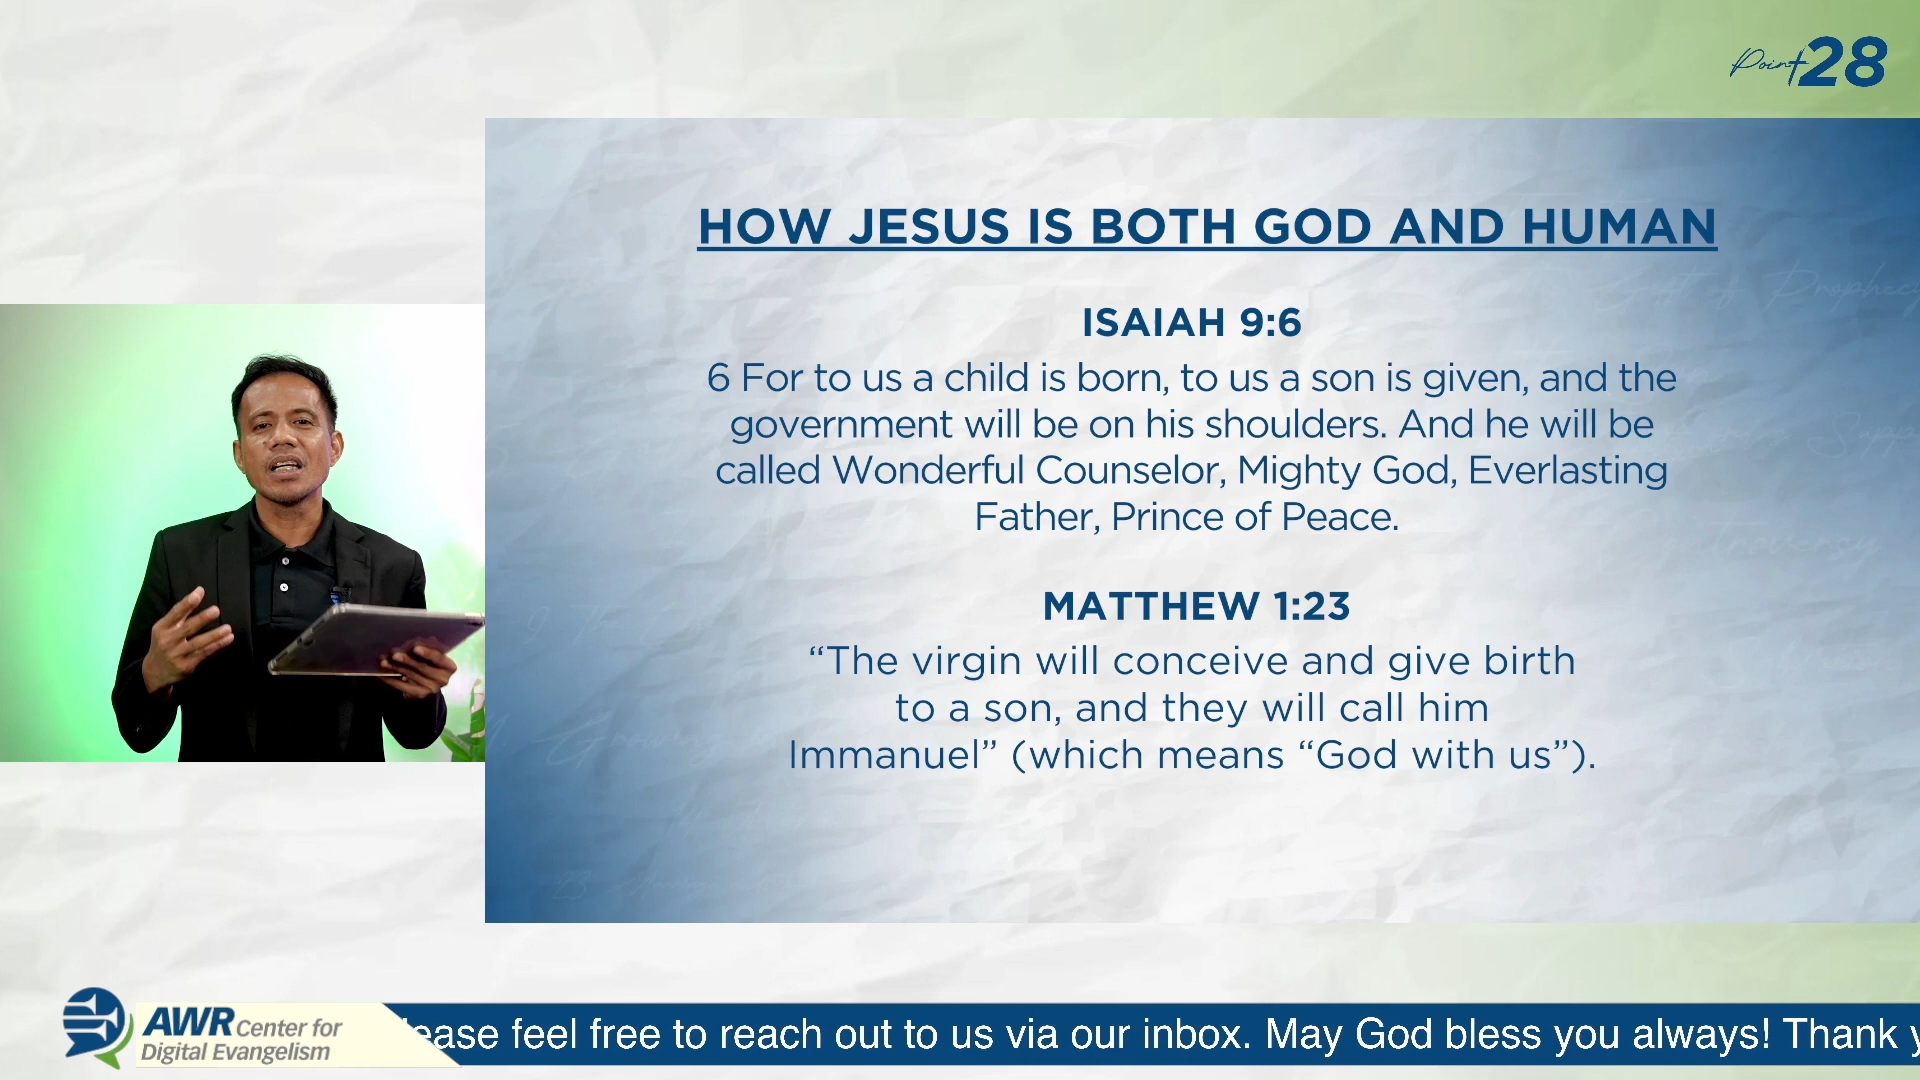 Point 28
HOW JESUS IS BOTH GOD AND HUMAN
ISAIAH 9:6
6 For to us a child is born, to us a son is given, and the
government will be on his shoulders. And he will be
called Wonderful Counselor, Mighty God, Everlasting
Father, Prince of Peace.
MATTHEW 1:23
“The virgin will conceive and give birth
to a son, and they will call him
Immanuel” (which means “God with us”).
AWR Center for
Digital Evangelism
ease feel free to reach out to us via our inbox. May God bless you always! Thank y